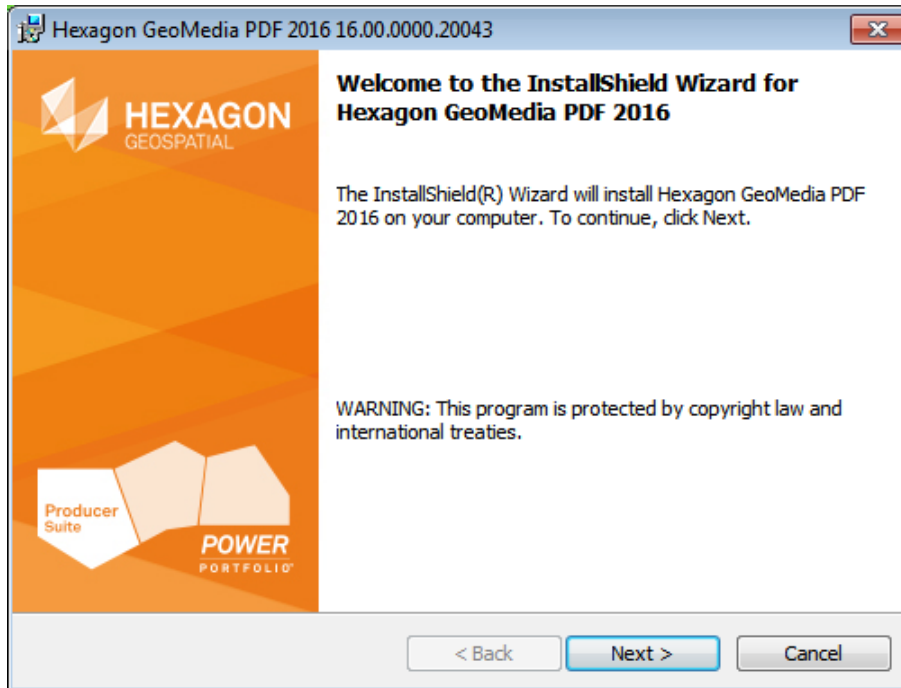 Hexagon GeoMedia PDF 2016 16.00.0000.20043
HEXAGON
GEOSPATIAL
Welcome to the InstallShield Wizard for
Hexagon GeoMedia PDF 2016
The InstallShield(R) Wizard will install Hexagon GeoMedia PDF
2016 on your computer. To continue, click Next.
WARNING: This program is protected by copyright law and
international treaties.
Producer
Suite
POWER
PORTFOLIO
< Back
Next >
Cancel